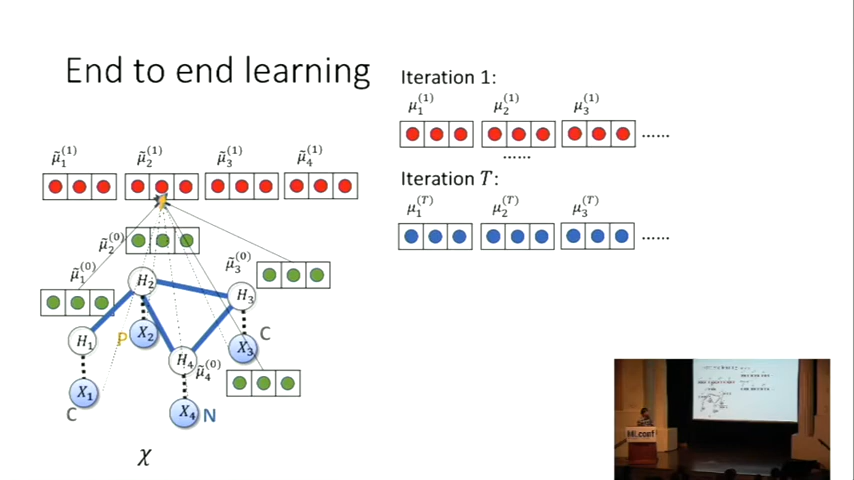 End to end learning
Iteration 1:
μ₁⁽¹⁾ μ₂⁽¹⁾ μ₃⁽¹⁾
......
......
Iteration T:
μ₁⁽ᵀ⁾ μ₂⁽ᵀ⁾ μ₃⁽ᵀ⁾
......
μ̃₁⁽¹⁾ μ̃₂⁽¹⁾ μ̃₃⁽¹⁾ μ̃₄⁽¹⁾
μ̃₂⁽⁰⁾
μ̃₁⁽⁰⁾ μ̃₃⁽⁰⁾
H₂ H₃
H₁ P X₂ C
X₃
H₄ μ̃₄⁽⁰⁾
X₁
C X₄ N
χ